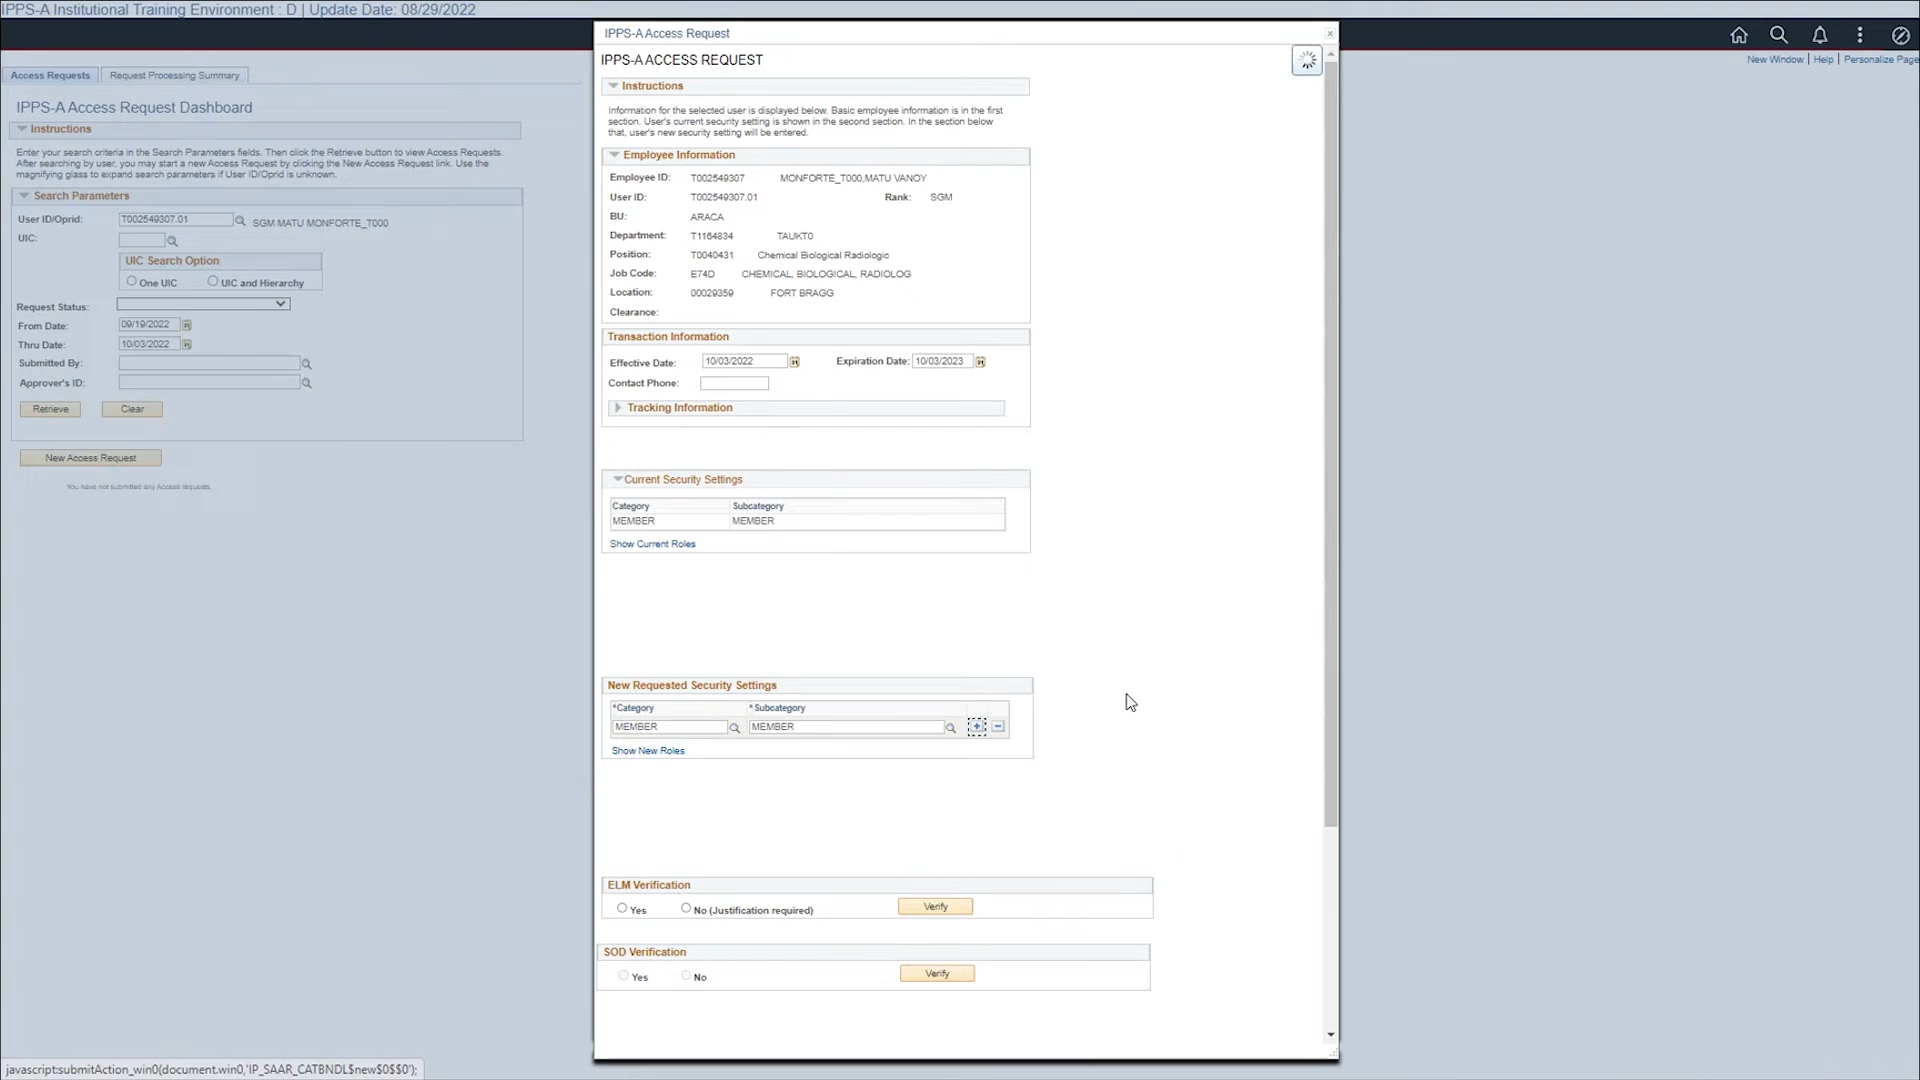 IPPS-A Institutional Training Environment : D | Update Date: 08/29/2022
New Window | Help | Personalize Page
Access Requests
Request Processing Summary
IPPS-A Access Request Dashboard
Instructions
Enter your search criteria in the Search Parameters fields. Then click the Retrieve button to view Access Requests.
After searching by user, you may start a new Access Request by clicking the New Access Request link. Use the
magnifying glass to expand search parameters if User ID/Oprid is unknown.
Search Parameters
User ID/Oprid: T002549307.01 SGM MATU MONFORTE_T000
UIC:
UIC Search Option
One UIC UIC and Hierarchy
Request Status:
From Date: 09/19/2022
Thru Date: 10/03/2022
Submitted By:
Approver's ID:
Retrieve Clear
New Access Request
You have not submitted any Access requests.
IPPS-A Access Request
IPPS-A ACCESS REQUEST
Instructions
Information for the selected user is displayed below. Basic employee information is in the first
section. User's current security setting is shown in the second section. In the section below
that, user's new security setting will be entered.
Employee Information
Employee ID: T002549307 MONFORTE_T000,MATU VANOY
User ID: T002549307.01 Rank: SGM
BU: ARACA
Department: T1164834 TAUKT0
Position: T0040431 Chemical Biological Radiologic
Job Code: E74D CHEMICAL, BIOLOGICAL, RADIOLOG
Location: 00029359 FORT BRAGG
Clearance:
Transaction Information
Effective Date: 10/03/2022 Expiration Date: 10/03/2023
Contact Phone:
Tracking Information
Current Security Settings
Category Subcategory
MEMBER MEMBER
Show Current Roles
New Requested Security Settings
*Category *Subcategory
MEMBER MEMBER
Show New Roles
ELM Verification
Yes No (Justification required) Verify
SOD Verification
Yes No Verify
javascript:submitAction_win0(document.win0,'IP_SAAR_CATBNDL$new$0$$0');